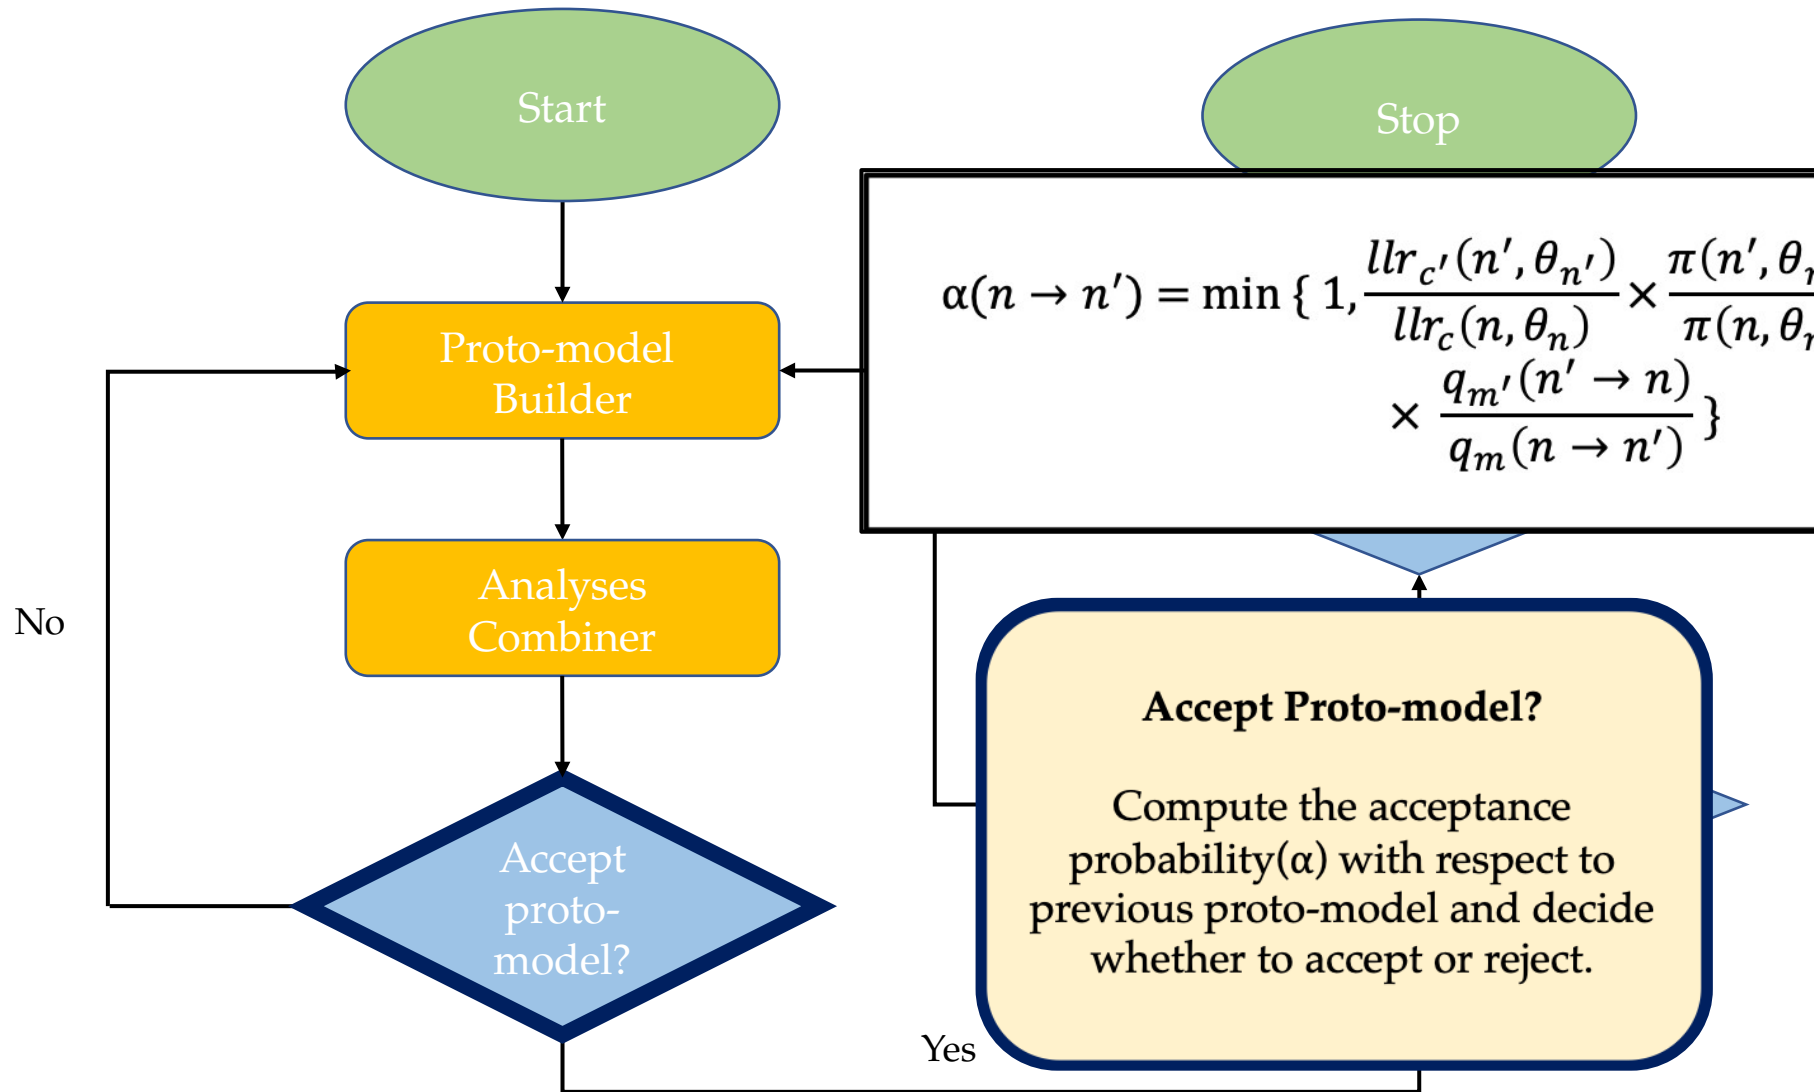 Start
Stop
α(n → n′) = min { 1, llr_c′(n′, θ_n′) / llr_c(n, θ_n) × π(n′, θ / π(n, θ
× q_m′(n′ → n) / q_m(n → n′) }
Proto-model
Builder
Analyses
Combiner
No
Accept
proto-
model?
Yes
Accept Proto-model?
Compute the acceptance
probability(α) with respect to
previous proto-model and decide
whether to accept or reject.